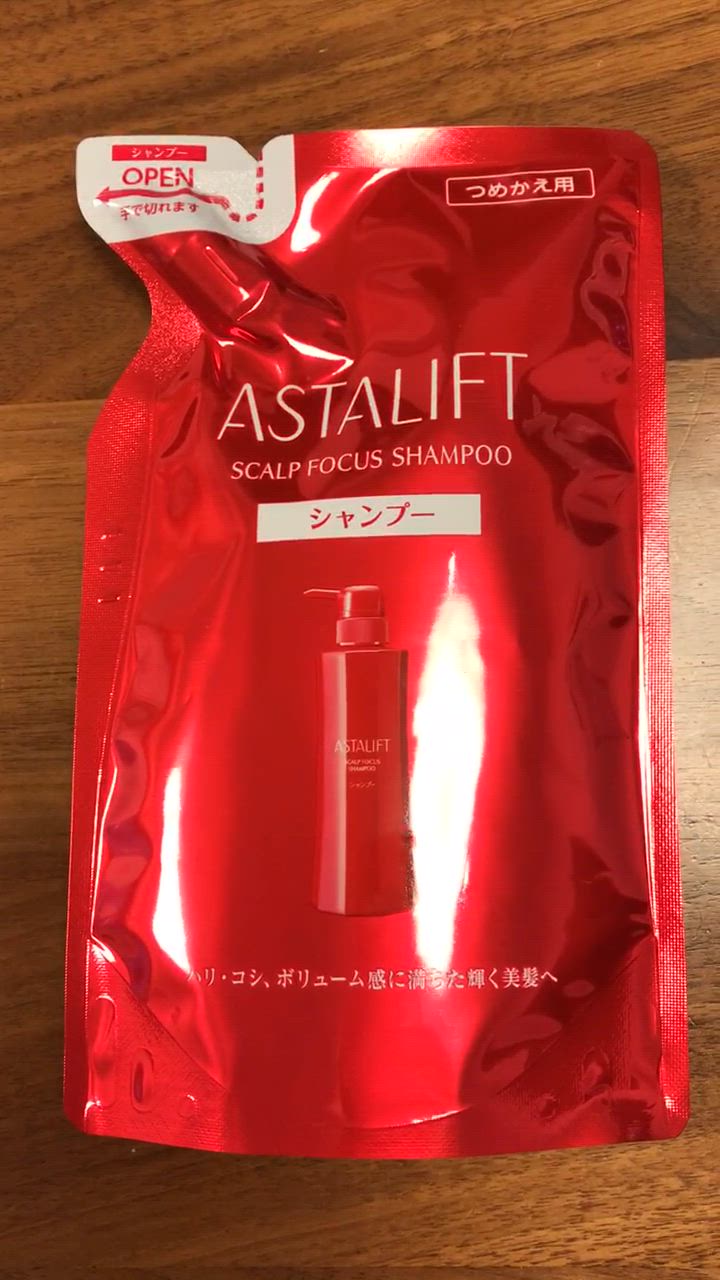 シャンプー
OPEN
手で切れます
つめかえ用
ASTALIFT
SCALP FOCUS SHAMPOO
シャンプー
ASTALIFT
SCALP FOCUS
SHAMPOO
シャンプー
ハリ・コシ、ボリューム感に満ちた輝く美髪へ